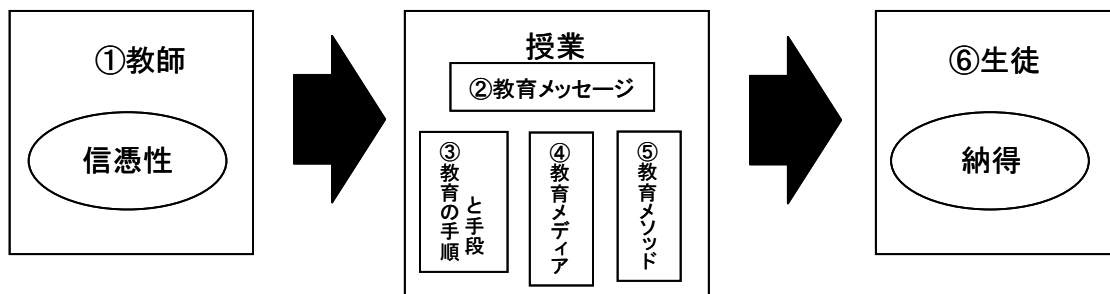 ①教師
信憑性
授業
②教育メッセージ
③教育の手順
と手段
④教育メディア
⑤教育メソッド
⑥生徒
納得